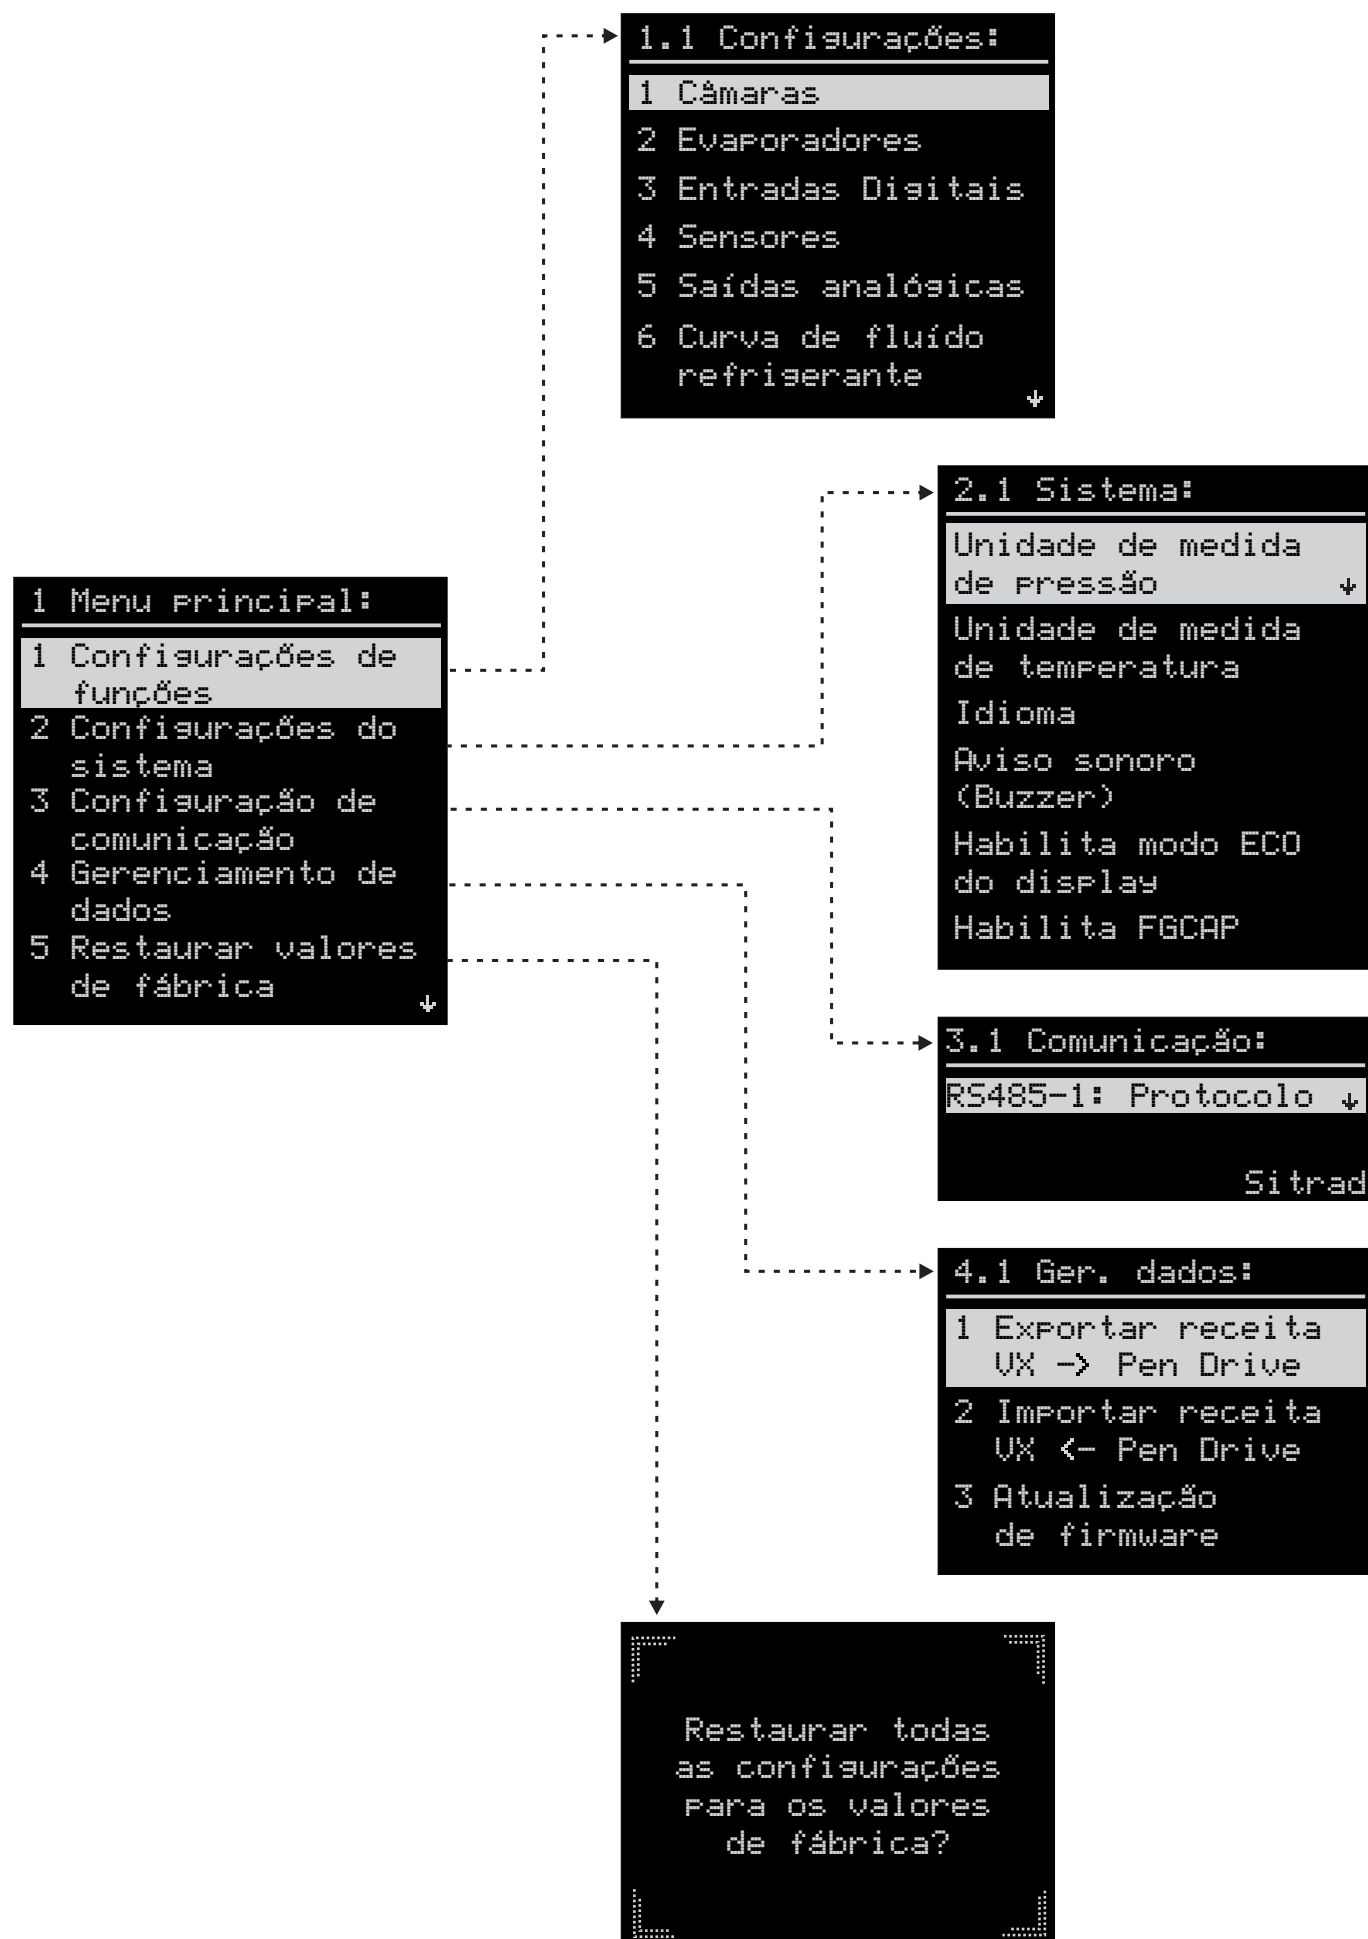 1.1 Configurações:
1 Câmaras
2 Evaporadores
3 Entradas Digitais
4 Sensores
5 Saídas analógicas
6 Curva de fluído
refrigerante
2.1 Sistema:
Unidade de medida
de pressão
Unidade de medida
de temperatura
Idioma
Aviso sonoro
(Buzzer)
Habilita modo ECO
do display
Habilita FGCAP
1 Menu principal:
1 Configurações de
funções
2 Configurações do
sistema
3 Configuração de
comunicação
4 Gerenciamento de
dados
5 Restaurar valores
de fábrica
3.1 Comunicação:
RS485-1: Protocolo
Sitrad
4.1 Ger. dados:
1 Exportar receita
VX -> Pen Drive
2 Importar receita
VX <- Pen Drive
3 Atualização
de firmware
Restaurar todas
as configurações
para os valores
de fábrica?